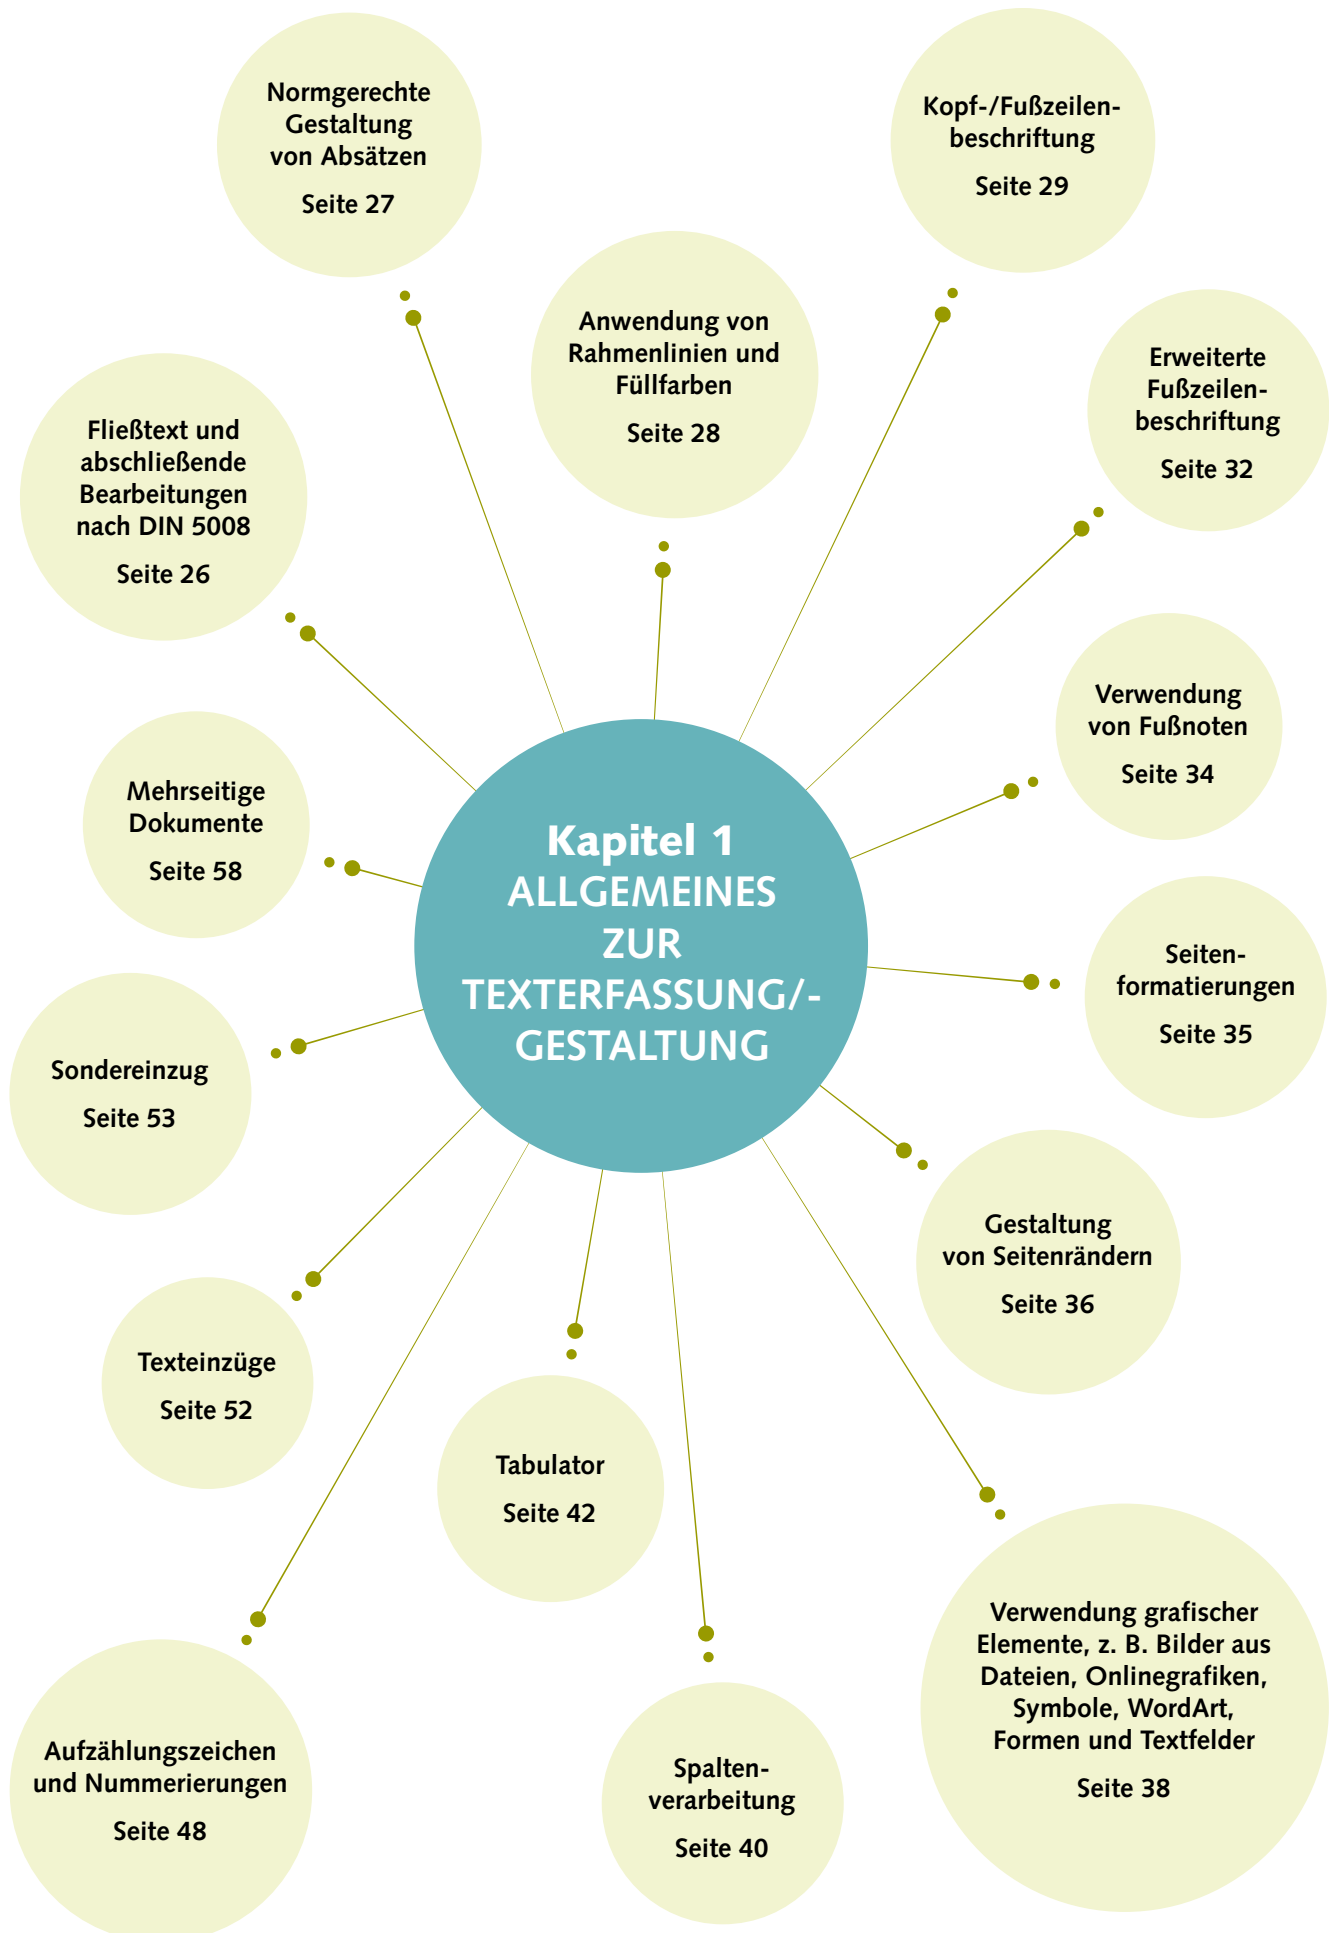 Normgerechte
Gestaltung
von Absätzen
Seite 27
Kopf-/Fußzeilen-
beschriftung
Seite 29
Anwendung von
Rahmenlinien und
Füllfarben
Seite 28
Erweiterte
Fußzeilen-
beschriftung
Seite 32
Fließtext und
abschließende
Bearbeitungen
nach DIN 5008
Seite 26
Verwendung
von Fußnoten
Seite 34
Mehrseitige
Dokumente
Seite 58
Kapitel 1
ALLGEMEINES
ZUR
TEXTERFASSUNG/-
GESTALTUNG
Seiten-
formatierungen
Seite 35
Sondereinzug
Seite 53
Gestaltung
von Seitenrändern
Seite 36
Texteinzüge
Seite 52
Tabulator
Seite 42
Verwendung grafischer
Elemente, z. B. Bilder aus
Dateien, Onlinegrafiken,
Symbole, WordArt,
Formen und Textfelder
Seite 38
Aufzählungszeichen
und Nummerierungen
Seite 48
Spalten-
verarbeitung
Seite 40